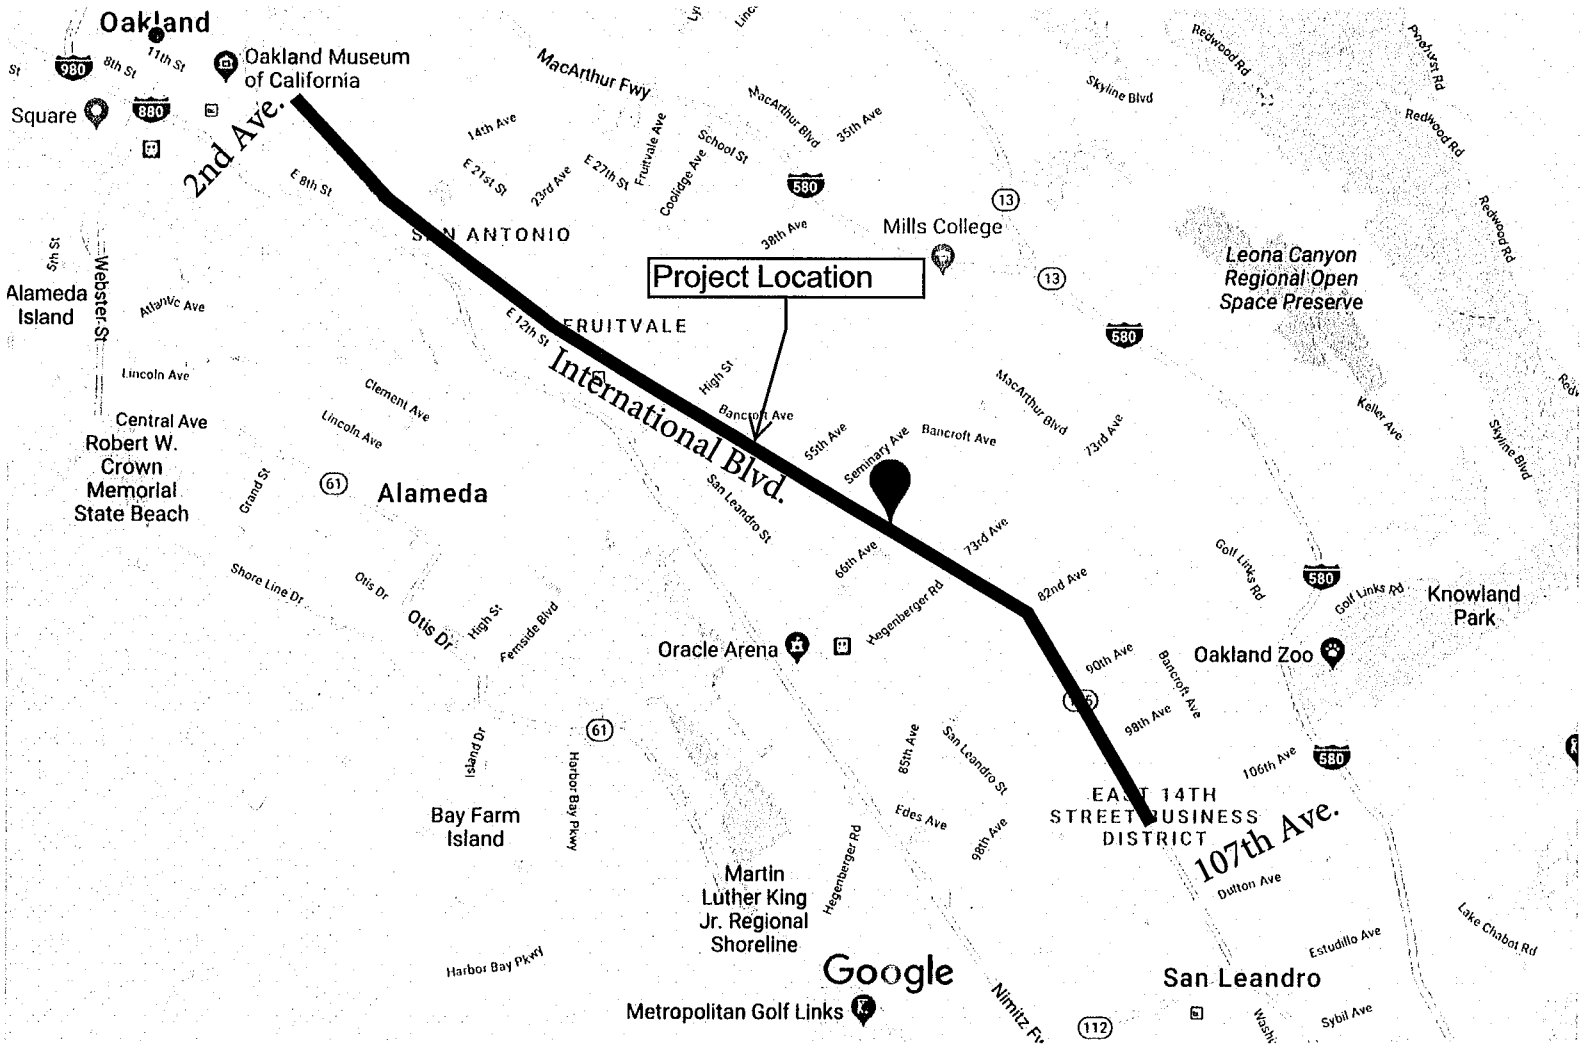 Oakland
980
8th St
11th St
St
Oakland Museum
of California
Square
880
2nd Ave.
E 8th St
MacArthur Fwy
14th Ave
E 21st St
23rd Ave
E 27th St
Fruitvale Ave
Coolidge Ave
School St
MacArthur Blvd
35th Ave
580
38th Ave
Skyline Blvd
Redwood Rd
Pinehurst Rd
Redwood Rd
Redwood Rd
13
Mills College
13
Leona Canyon
Regional Open
Space Preserve
SAN ANTONIO
5th St
Webster St
Alameda
Island
Atlantic Ave
Project Location
580
E 12th St
FRUITVALE
International Blvd.
High St
Bancroft Ave
Lincoln Ave
Clement Ave
Lincoln Ave
Central Ave
Robert W.
Crown
Memorial
State Beach
Grand St
61
Alameda
55th Ave
Seminary Ave
Bancroft Ave
MacArthur Blvd
73rd Ave
Keller Ave
Skyline Blvd
San Leandro St
66th Ave
73rd Ave
82nd Ave
Golf Links Rd
580
Golf Links Rd
Knowland
Park
Shore Line Dr
Otis Dr
Otis Dr
High St
Fernside Blvd
Hegenberger Rd
Oracle Arena
90th Ave
Bancroft Ave
Oakland Zoo
61
98th Ave
Island Dr
Harbor Bay Pkwy
85th Ave
San Leandro St
106th Ave
580
Bay Farm
Island
EAST 14TH
STREET BUSINESS
DISTRICT
107th Ave.
Edes Ave
98th Ave
Hegenberger Rd
Dutton Ave
Martin
Luther King
Jr. Regional
Shoreline
Harbor Bay Pkwy
Google
Estudillo Ave
Lake Chabot Rd
San Leandro
Metropolitan Golf Links
Nimitz Fw
112
Washi
Sybil Ave